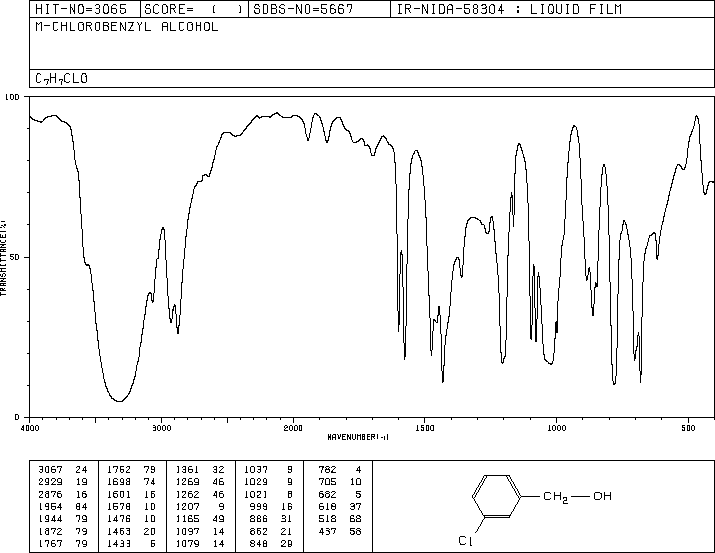 HIT-NO=3065 SCORE= ( ) SDBS-NO=5667 IR-NIDA-58304 : LIQUID FILM
M-CHLOROBENZYL ALCOHOL
C₇H₇CLO
100
50
0
TRANSMITTANCE(%)
4000 3000 2000 1500 1000 500
WAVENUMBER(-1)
3067 24 1752 79 1361 32 1037 9 782 4
2929 19 1698 74 1269 46 1029 9 705 10
2876 16 1601 16 1262 46 1021 8 682 5
1954 84 1578 10 1207 9 999 16 618 37
1944 79 1476 10 1165 49 886 31 518 68
1872 79 1463 20 1097 14 862 21 437 58
1767 79 1433 6 1079 14 848 29
CH₂—OH
Cl